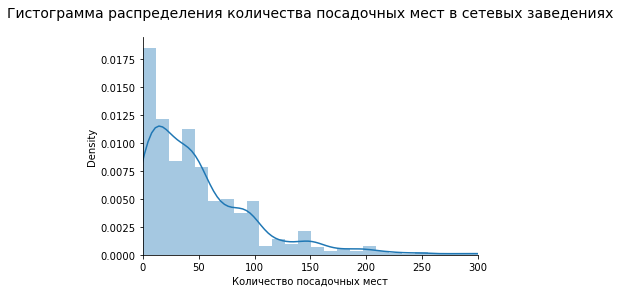 Гистограмма распределения количества посадочных мест в сетевых заведениях
0.0175
0.0150
0.0125
0.0100
0.0075
0.0050
0.0025
0.0000
Density
0 50 100 150 200 250 300
Количество посадочных мест